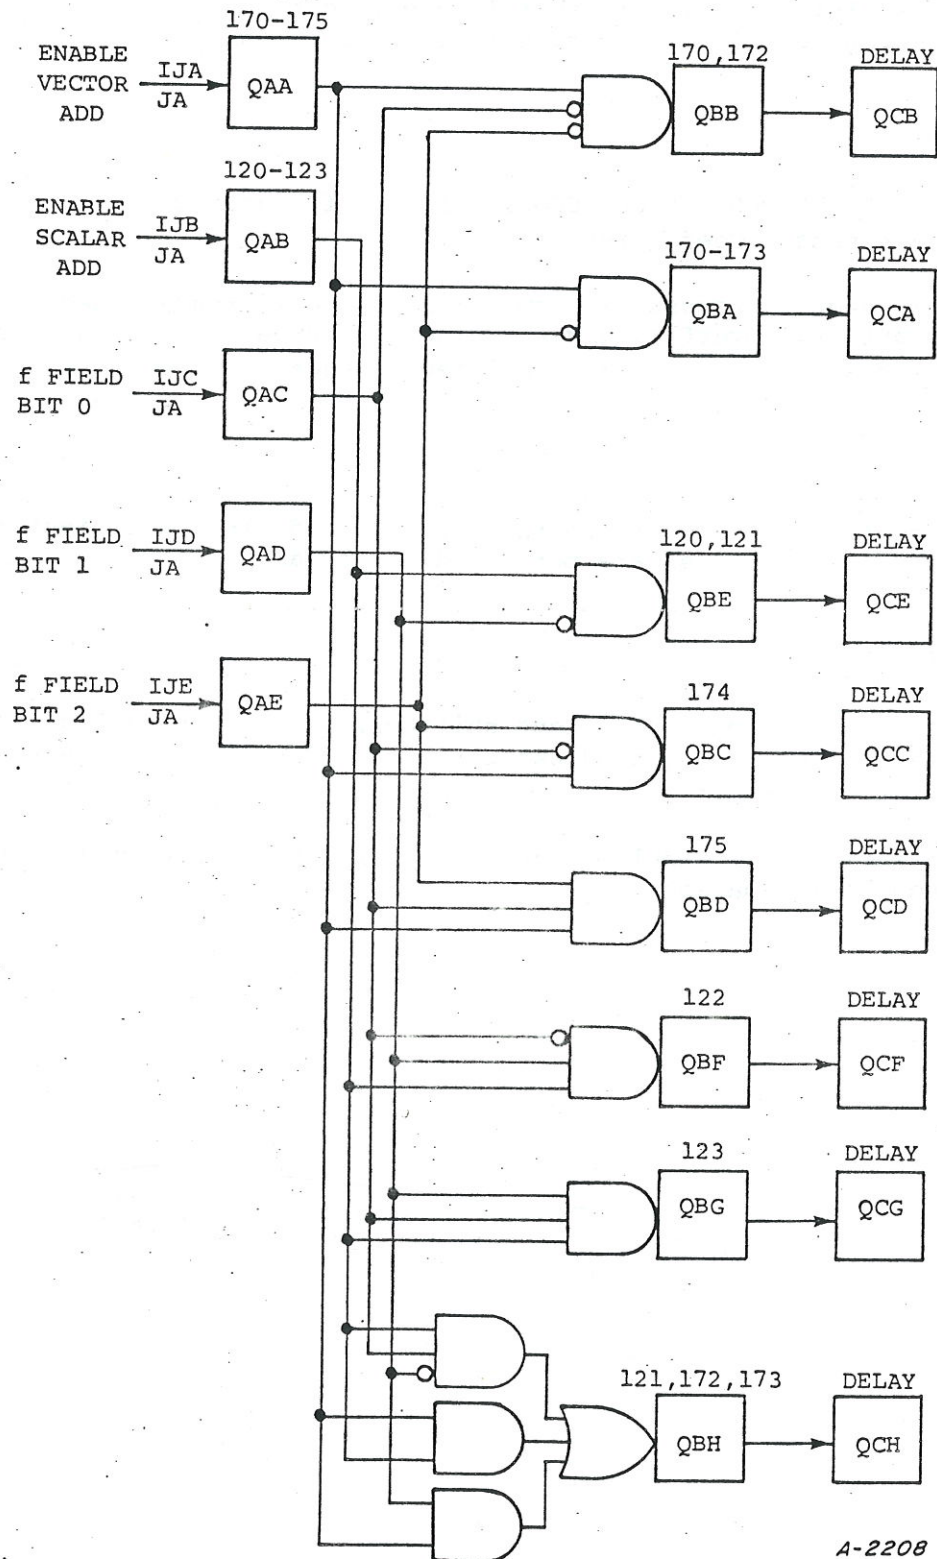 170-175
ENABLE
VECTOR
ADD
IJA
JA
QAA
170,172
QBB
DELAY
QCB
120-123
ENABLE
SCALAR
ADD
IJB
JA
QAB
170-173
QBA
DELAY
QCA
f FIELD
BIT 0
IJC
JA
QAC
f FIELD
BIT 1
IJD
JA
QAD
120,121
QBE
DELAY
QCE
f FIELD
BIT 2
IJE
JA
QAE
174
QBC
DELAY
QCC
175
QBD
DELAY
QCD
122
QBF
DELAY
QCF
123
QBG
DELAY
QCG
121,172,173
QBH
DELAY
QCH
A-2208